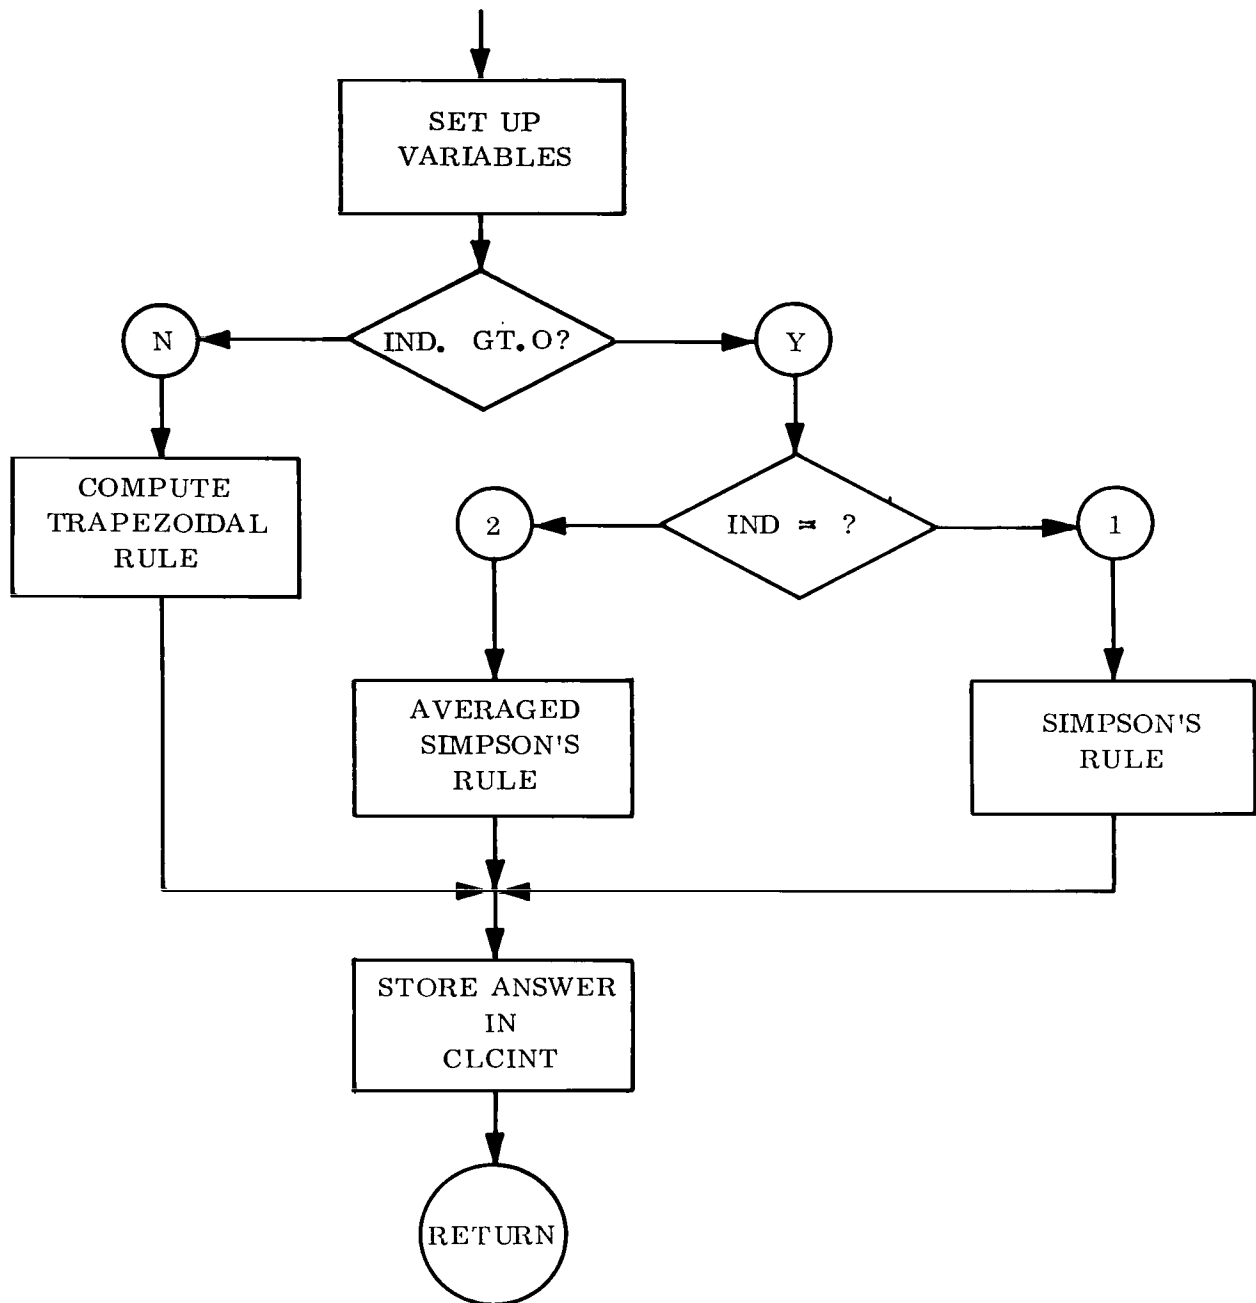 SET UP
VARIABLES
IND. GT.O?
N
Y
COMPUTE
TRAPEZOIDAL
RULE
2
IND = ?
1
AVERAGED
SIMPSON'S
RULE
SIMPSON'S
RULE
STORE ANSWER
IN
CLCINT
RETURN